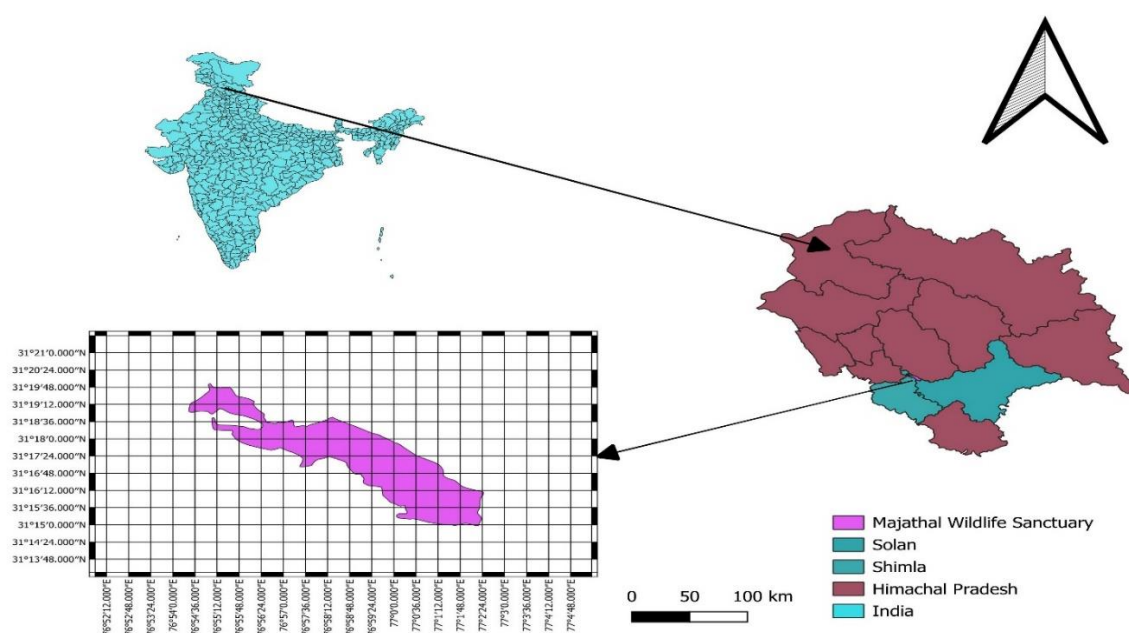 31°21'0.000"N
31°20'24.000"N
31°19'48.000"N
31°19'12.000"N
31°18'36.000"N
31°18'0.000"N
31°17'24.000"N
31°16'48.000"N
31°16'12.000"N
31°15'36.000"N
31°15'0.000"N
31°14'24.000"N
31°13'48.000"N
76°52'12.000"E
76°52'48.000"E
76°53'24.000"E
76°54'0.000"E
76°54'36.000"E
76°55'12.000"E
76°55'48.000"E
76°56'24.000"E
76°57'0.000"E
76°57'36.000"E
76°58'12.000"E
76°58'48.000"E
76°59'24.000"E
77°0'0.000"E
77°0'36.000"E
77°1'12.000"E
77°1'48.000"E
77°2'24.000"E
77°3'0.000"E
77°3'36.000"E
77°4'12.000"E
77°4'48.000"E
0 50 100 km
Majathal Wildlife Sanctuary
Solan
Shimla
Himachal Pradesh
India